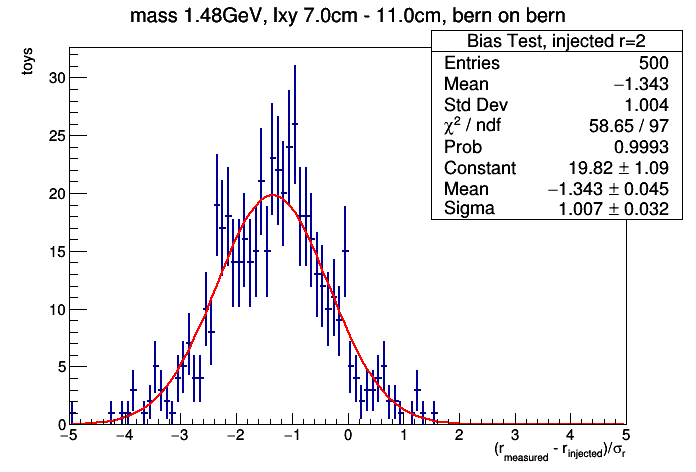 mass 1.48GeV, lxy 7.0cm - 11.0cm, bern on bern
toys
Bias Test, injected r=2
Entries 500
Mean −1.343
Std Dev 1.004
χ² / ndf 58.65 / 97
Prob 0.9993
Constant 19.82 ± 1.09
Mean −1.343 ± 0.045
Sigma 1.007 ± 0.032
30
25
20
15
10
5
0
−5 −4 −3 −2 −1 0 1 2 3 4 5
(r_measured - r_injected)/σ_r